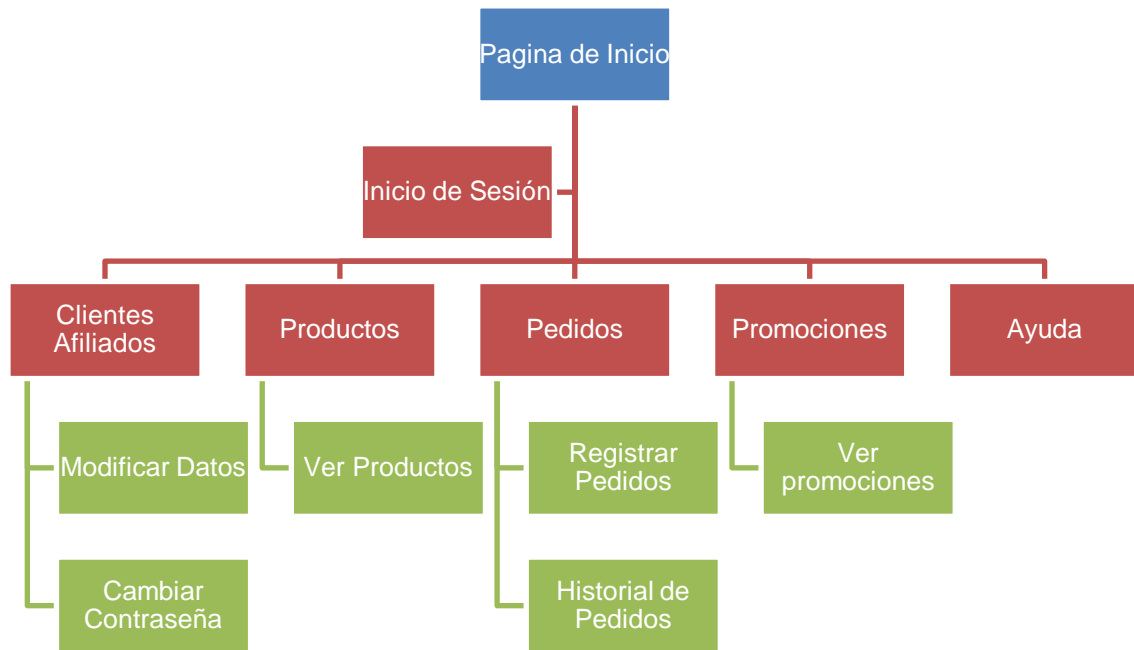 Pagina de Inicio
Inicio de Sesión
Clientes
Afiliados
Productos
Pedidos
Promociones
Ayuda
Modificar Datos
Ver Productos
Registrar
Pedidos
Ver
promociones
Cambiar
Contraseña
Historial de
Pedidos